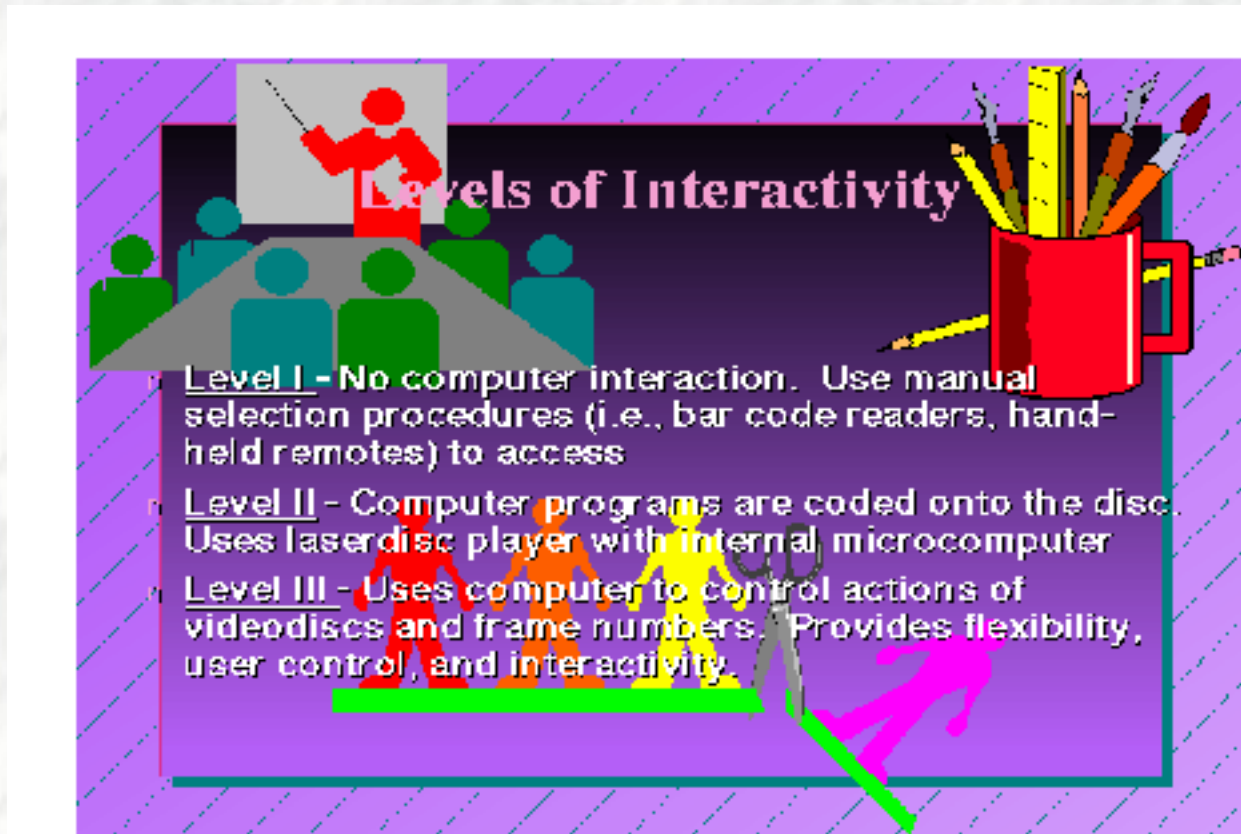 Levels of Interactivity
Level I - No computer interaction.  Use manual
selection procedures (i.e., bar code readers, hand-
held remotes) to access
Level II - Computer programs are coded onto the disc.
Uses laserdisc player with internal microcomputer
Level III - Uses computer to control actions of
videodiscs and frame numbers.  Provides flexibility,
user control, and interactivity.